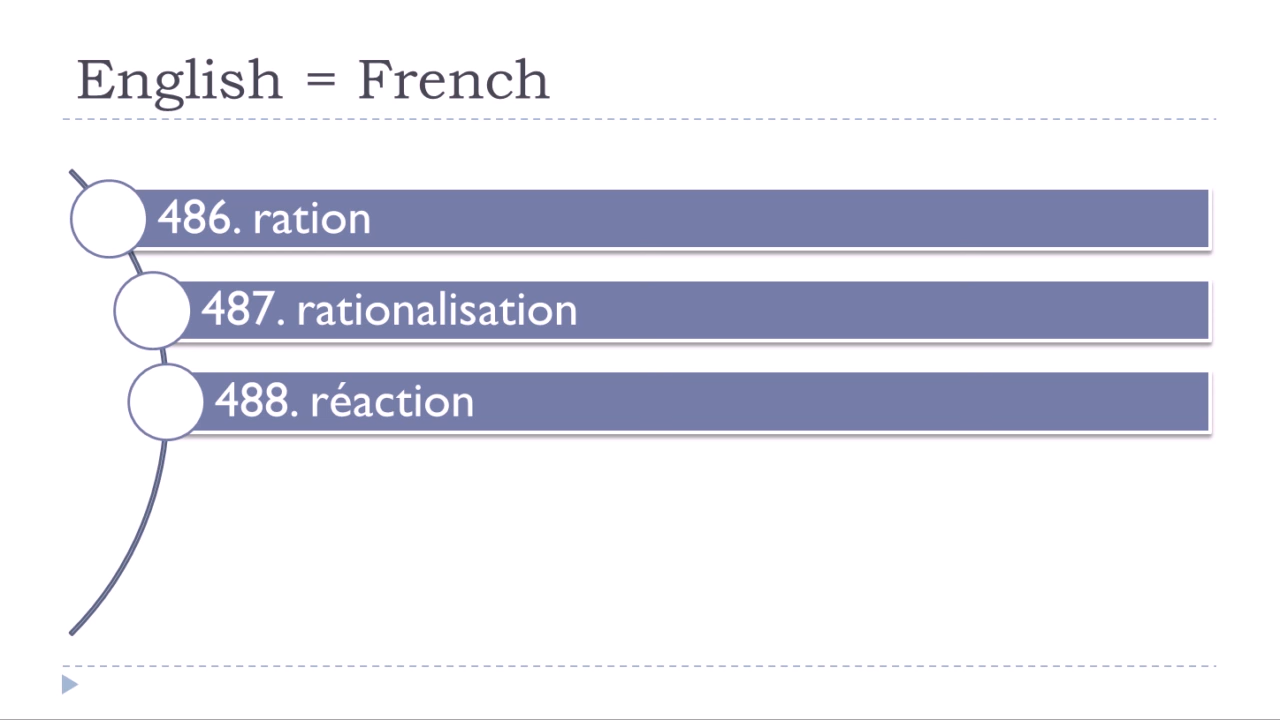 English = French
486. ration
487. rationalisation
488. réaction